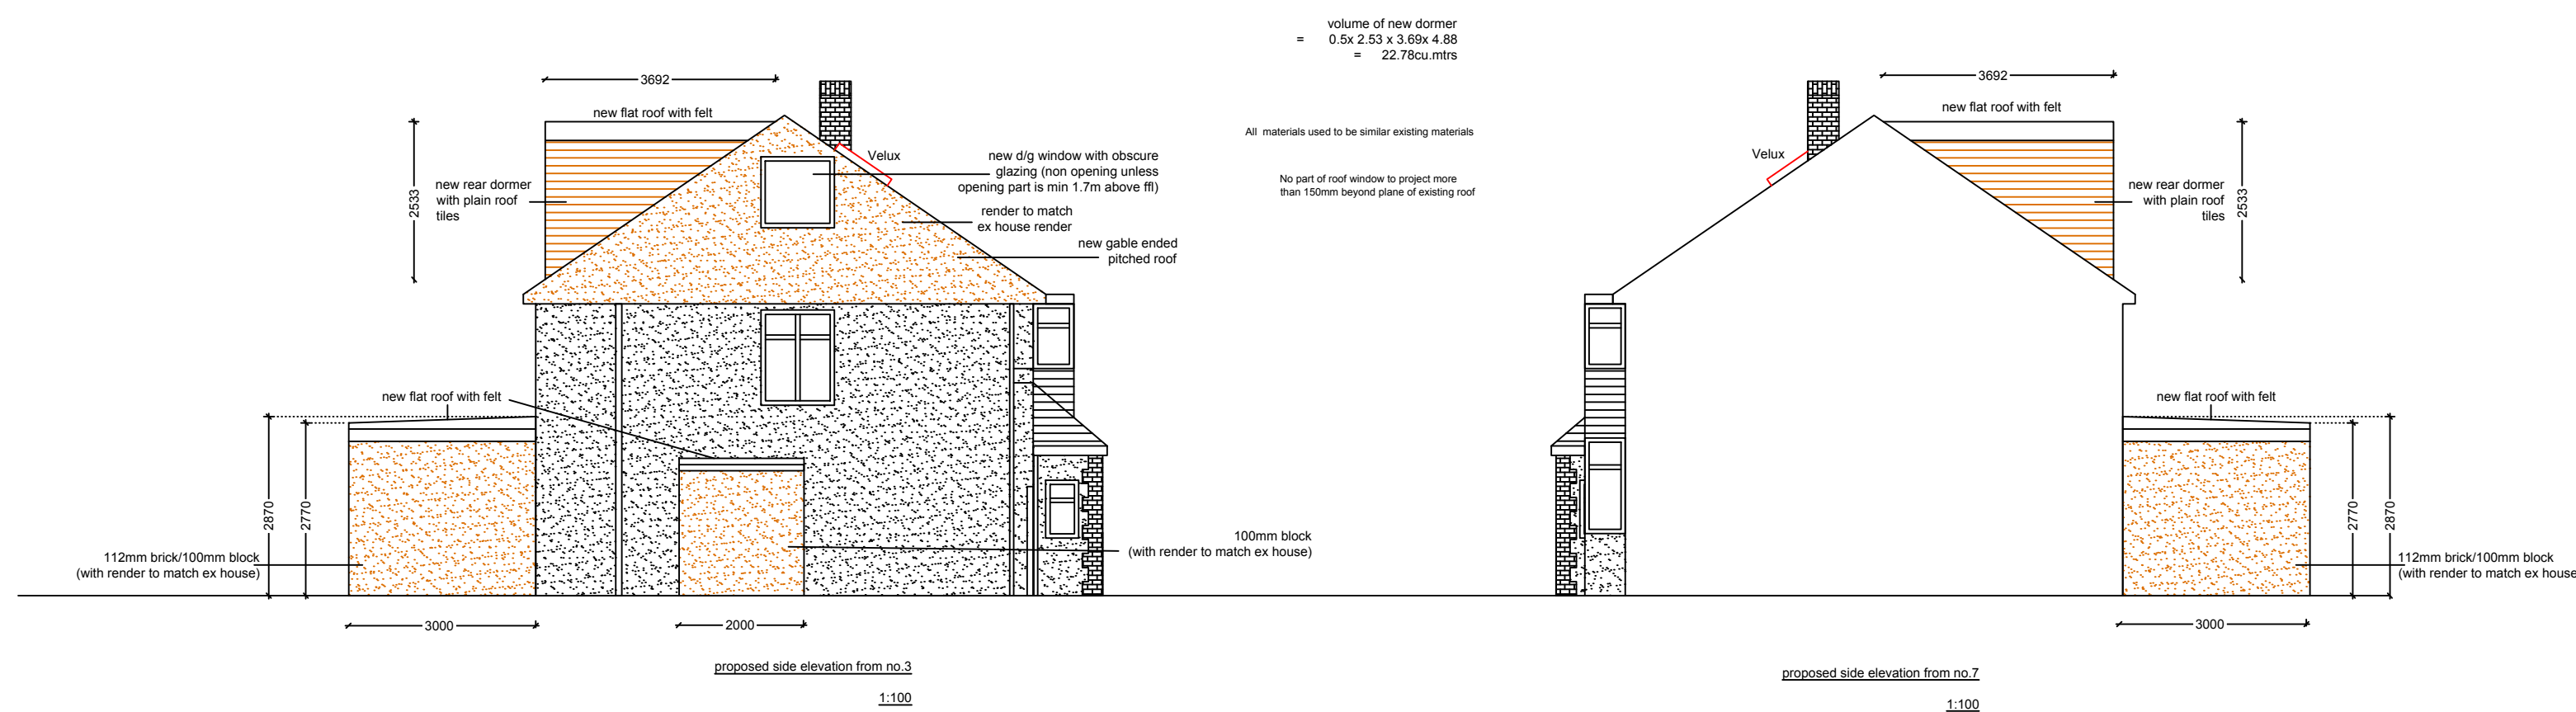 volume of new dormer
= 0.5x 2.53 x 3.69x 4.88
= 22.78cu.mtrs
3692
new flat roof with felt
2533
new rear dormer
with plain roof
tiles
Velux
new d/g window with obscure
glazing (non opening unless
opening part is min 1.7m above ffl)
render to match
ex house render
new gable ended
pitched roof
new flat roof with felt
2870
2770
112mm brick/100mm block
(with render to match ex house)
100mm block
(with render to match ex house)
3000
2000
proposed side elevation from no.3
1:100
All materials used to be similar existing materials
No part of roof window to project more
than 150mm beyond plane of existing roof
3692
new flat roof with felt
Velux
new rear dormer
with plain roof
tiles
2533
new flat roof with felt
2770
2870
112mm brick/100mm block
(with render to match ex house
3000
proposed side elevation from no.7
1:100